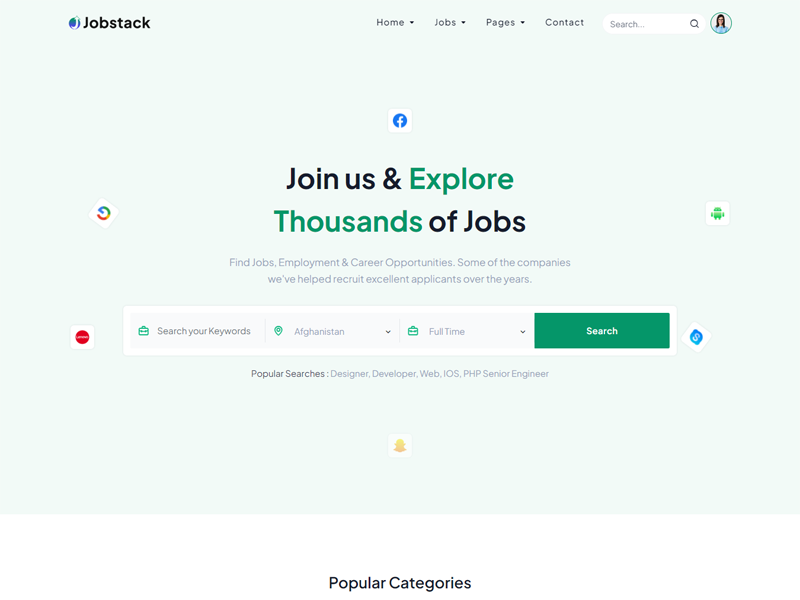 Jobstack
Home Jobs Pages Contact Search...
Join us & Explore
Thousands of Jobs
Find Jobs, Employment & Career Opportunities. Some of the companies
we've helped recruit excellent applicants over the years.
Search your Keywords Afghanistan Full Time Search
Popular Searches : Designer, Developer, Web, IOS, PHP Senior Engineer
Popular Categories